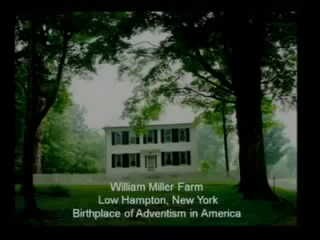 William Miller Farm
Low Hampton, New York
Birthplace of Adventism in America